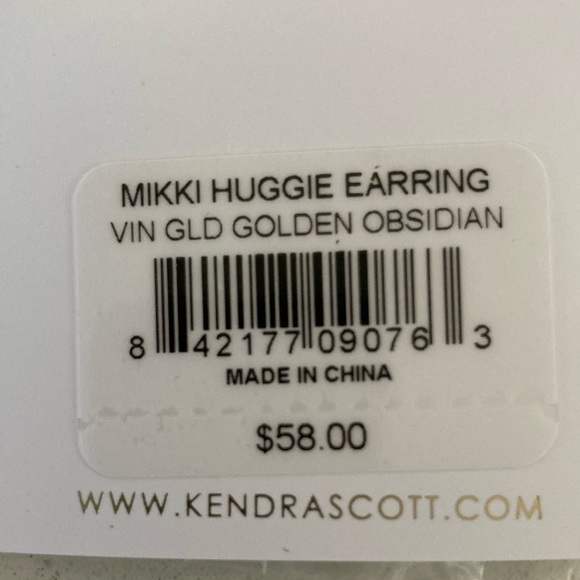 MIKKI HUGGIE EARRING
VIN GLD GOLDEN OBSIDIAN
8 42177 09076 3
MADE IN CHINA
$58.00
WWW.KENDRASCOTT.COM